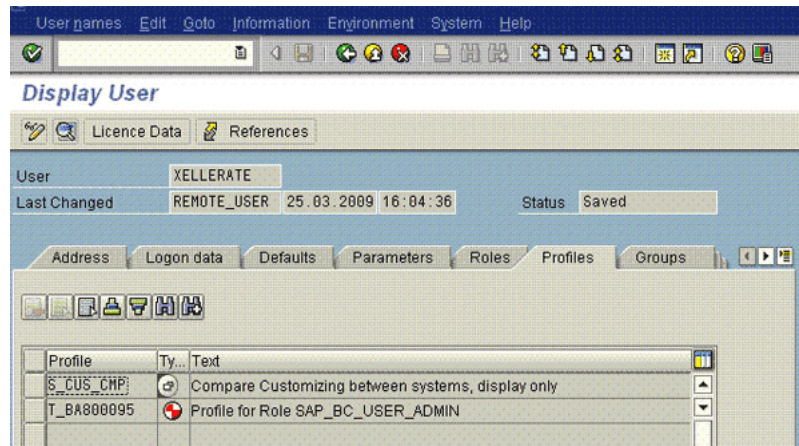 User names Edit Goto Information Environment System Help
Display User
Licence Data References
User XELLERATE
Last Changed REMOTE_USER 25.03.2009 16:04:36 Status Saved
Address Logon data Defaults Parameters Roles Profiles Groups
Profile Ty... Text
S_CUS_CMP Compare Customizing between systems, display only
T_BA800095 Profile for Role SAP_BC_USER_ADMIN